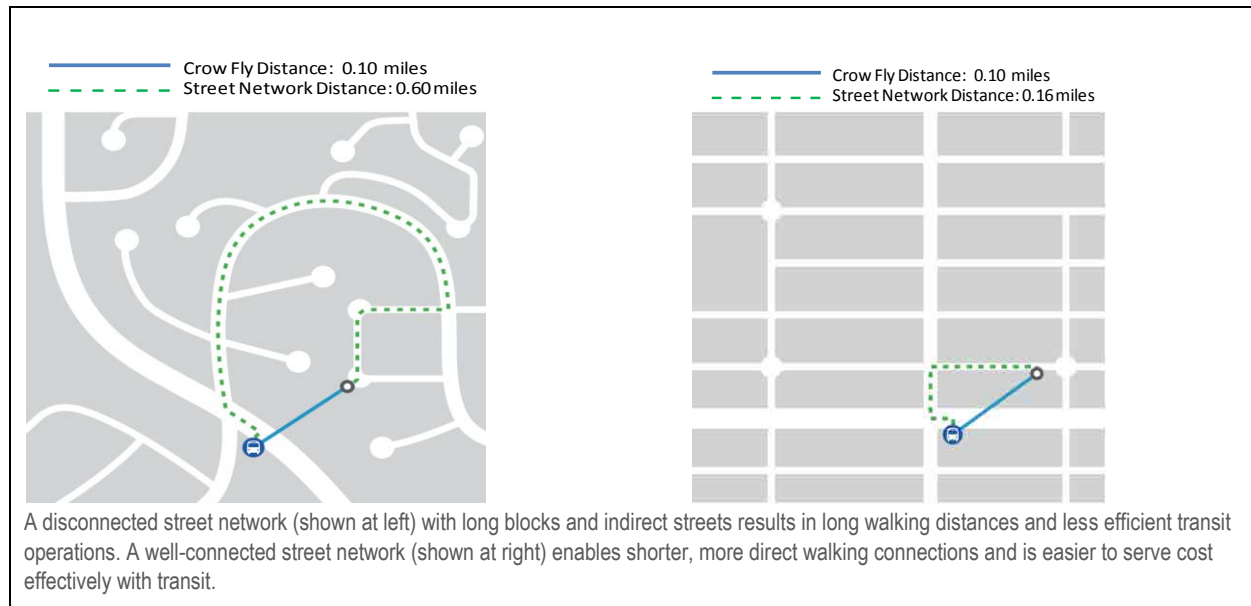 Crow Fly Distance: 0.10 miles
Street Network Distance: 0.60 miles
Crow Fly Distance: 0.10 miles
Street Network Distance: 0.16 miles
A disconnected street network (shown at left) with long blocks and indirect streets results in long walking distances and less efficient transit
operations. A well-connected street network (shown at right) enables shorter, more direct walking connections and is easier to serve cost
effectively with transit.